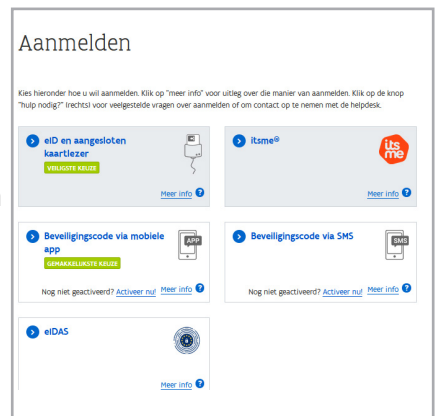 Aanmelden
Kies hieronder hoe u wil aanmelden. Klik op "meer info" voor uitleg over die manier van aanmelden. Klik op de knop
"hulp nodig?" (rechts) voor veelgestelde vragen over aanmelden of om contact op te nemen met de helpdesk.
eID en aangesloten
kaartlezer
VEILIGSTE KEUZE
Meer info ?
itsme®
its
me
Meer info ?
Beveiligingscode via mobiele
app
GEMAKKELIJKSTE KEUZE
APP
Nog niet geactiveerd? Activeer nu! Meer info ?
Beveiligingscode via SMS
SMS
Nog niet geactiveerd? Activeer nu! Meer info ?
eIDAS
Meer info ?